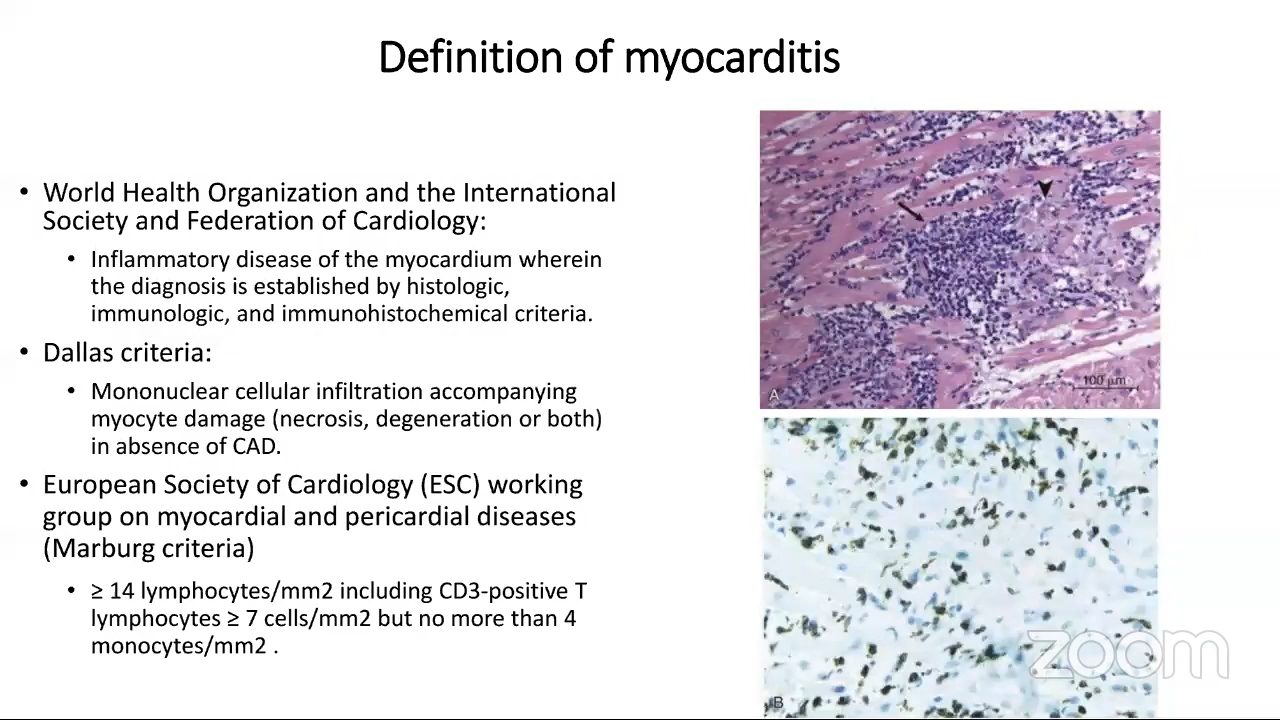 Definition of myocarditis
• World Health Organization and the International
Society and Federation of Cardiology:
• Inflammatory disease of the myocardium wherein
the diagnosis is established by histologic,
immunologic, and immunohistochemical criteria.
• Dallas criteria:
• Mononuclear cellular infiltration accompanying
myocyte damage (necrosis, degeneration or both)
in absence of CAD.
• European Society of Cardiology (ESC) working
group on myocardial and pericardial diseases
(Marburg criteria)
• ≥ 14 lymphocytes/mm2 including CD3-positive T
lymphocytes ≥ 7 cells/mm2 but no more than 4
monocytes/mm2 .
100 μm
A
B
zoom